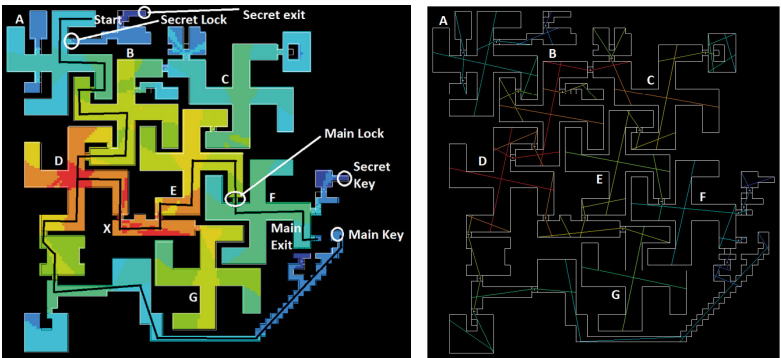 A
Start
Secret Lock
Secret exit
B
C
Main Lock
D
Secret
Key
E
F
X
Main
Exit
Main Key
G
A
B
C
D
E
F
G